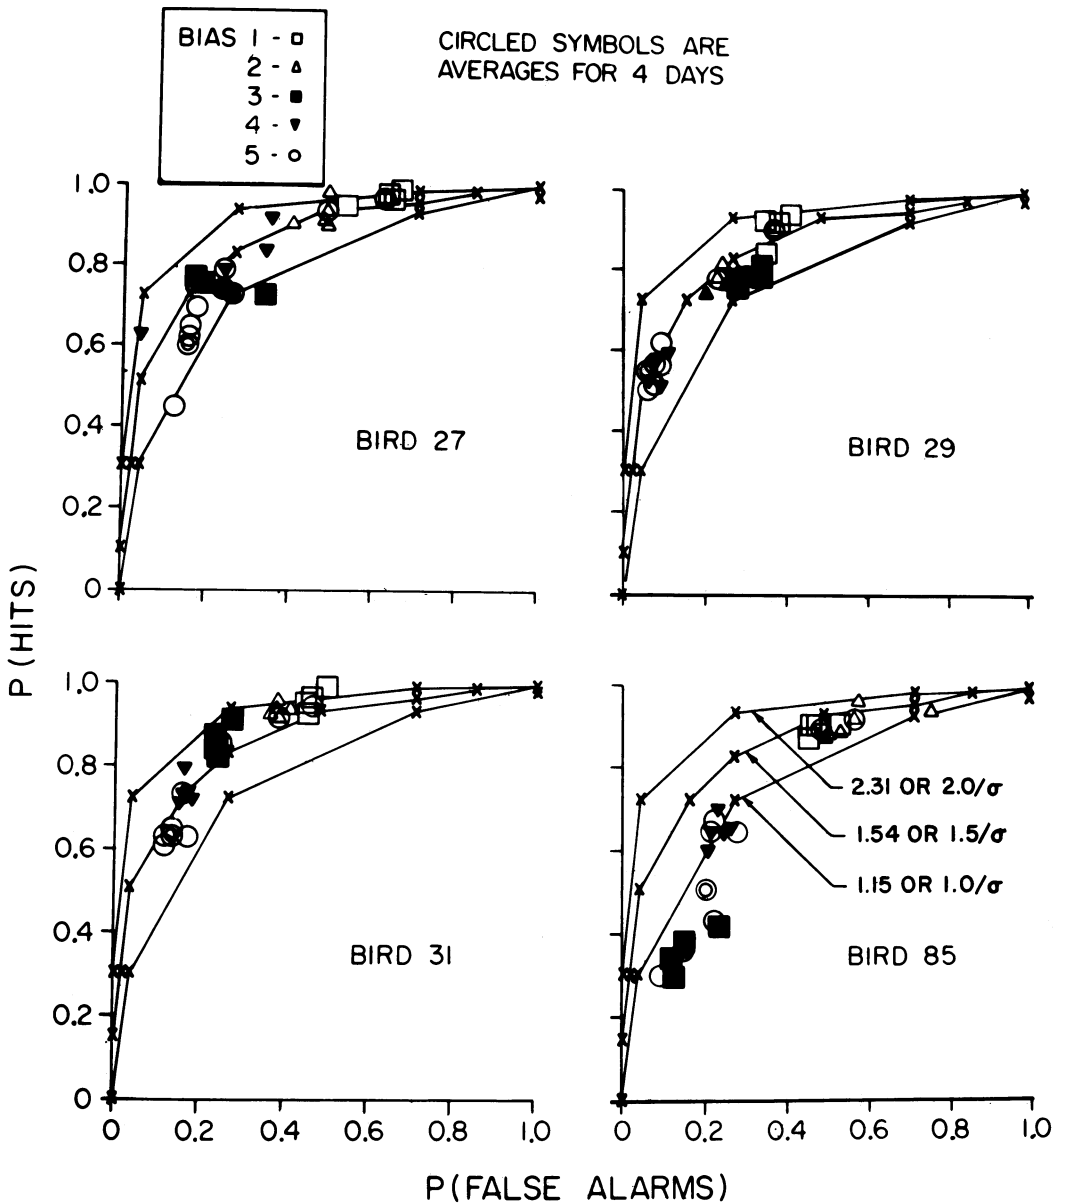 BIAS 1 - □
2 - △
3 - ■
4 - ▼
5 - ○
CIRCLED SYMBOLS ARE
AVERAGES FOR 4 DAYS
P(HITS)
1.0
0.8
0.6
0.4
0.2
0
BIRD 27
BIRD 29
1.0
0.8
0.6
0.4
0.2
0
BIRD 31
0 0.2 0.4 0.6 0.8 1.0
2.31 OR 2.0/σ
1.54 OR 1.5/σ
1.15 OR 1.0/σ
BIRD 85
0 0.2 0.4 0.6 0.8 1.0
P(FALSE ALARMS)